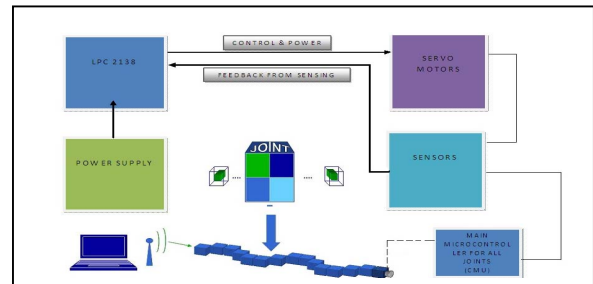 CONTROL & POWER
LPC 2138
SERVO
MOTORS
FEEDBACK FROM SENSING
JOINT
POWER SUPPLY
SENSORS
MAIN
MICROCONTROL
LER FOR ALL
JOINTS
(CMU)